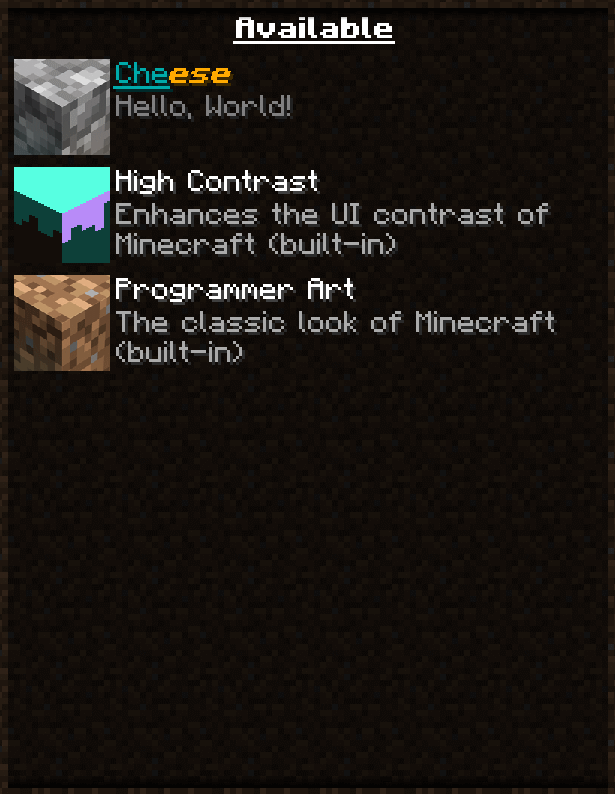 Available
Cheese
Hello, World!
High Contrast
Enhances the UI contrast of
Minecraft (built-in)
Programmer Art
The classic look of Minecraft
(built-in)